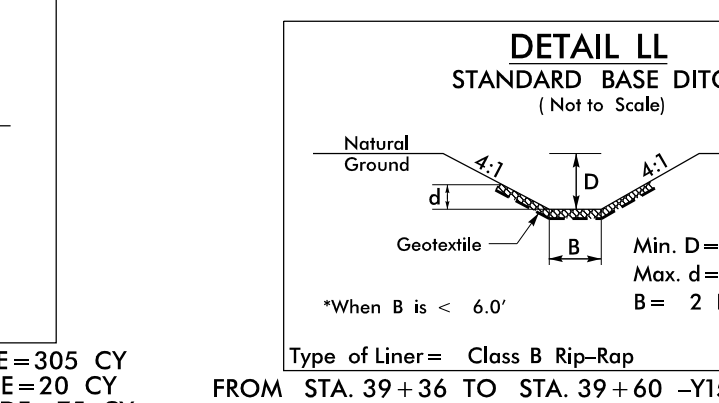 DETAIL LL
STANDARD BASE
( Not to Scale)
Natural
Ground
4:1
4:1
D
d
Geotextile
B
Min. D=
Max. d=
*When B is < 6.0'
B= 2
Type of Liner= Class B Rip-Rap
E=305 CY
E=20 CY
FROM STA. 39+36 TO STA. 39+60